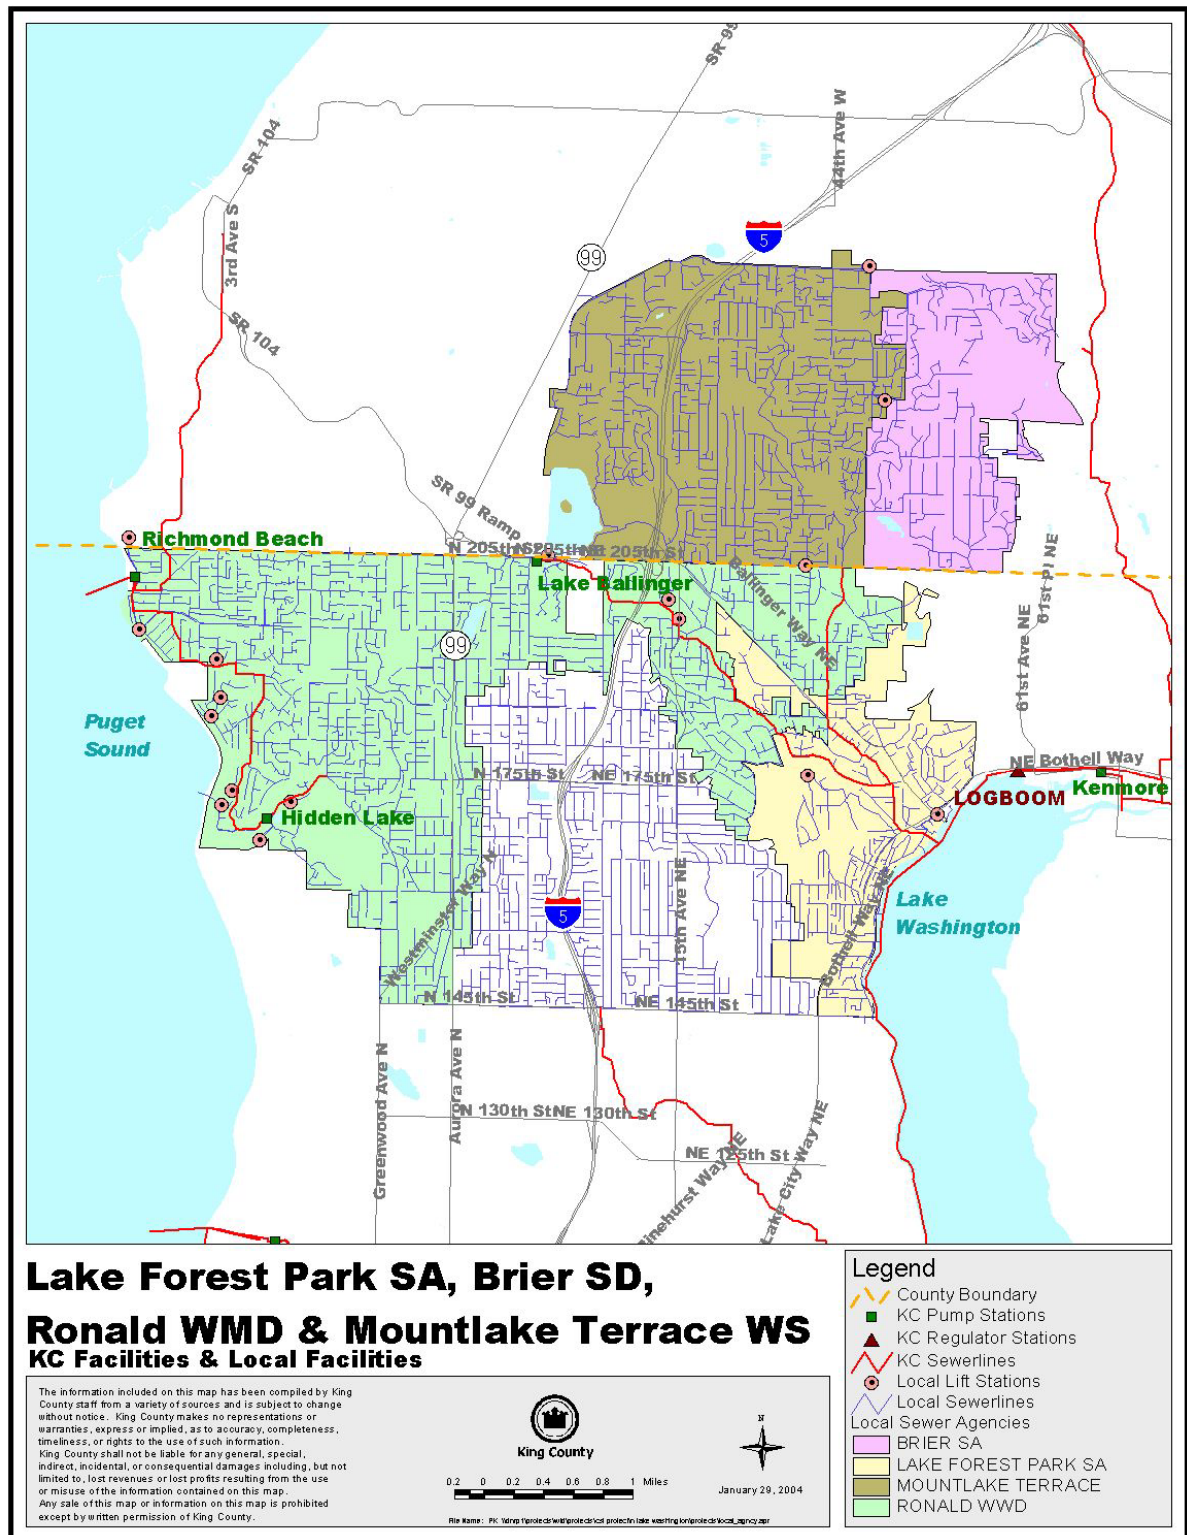 SR 99
SR 104
44th Ave W
3rd Ave S
5
99
SR 104
SR 99 Ramp
Richmond Beach
N 205th St
NE 205th St
Lake Ballinger
Ballinger Way NE
61st Pl NE
61st Ave NE
99
Puget
Sound
N 175th St
NE 175th St
NE Bothell Way
Kenmore
LOGBOOM
Hidden Lake
Westminster Way N
5
15th Ave NE
Bothell Way NE
Lake
Washington
N 145th St
NE 145th St
Greenwood Ave N
Aurora Ave N
N 130th St
NE 130th St
NE 125th St
Pinehurst Way NE
Lake City Way NE
Lake Forest Park SA, Brier SD,
Ronald WMD & Mountlake Terrace WS
KC Facilities & Local Facilities
The information included on this map has been compiled by King
County staff from a variety of sources and is subject to change
without notice. King County makes no representations or
warranties, express or implied, as to accuracy, completeness,
timeliness, or rights to the use of such information.
King County shall not be liable for any general, special,
indirect, incidental, or consequential damages including, but not
limited to, lost revenues or lost profits resulting from the use
or misuse of the information contained on this map.
Any sale of this map or information on this map is prohibited
except by written permission of King County.
King County
0.2 0 0.2 0.4 0.6 0.8 1 Miles
N
January 29, 2004
File Name:
Legend
County Boundary
KC Pump Stations
KC Regulator Stations
KC Sewerlines
Local Lift Stations
Local Sewerlines
Local Sewer Agencies
BRIER SA
LAKE FOREST PARK SA
MOUNTLAKE TERRACE
RONALD WWD